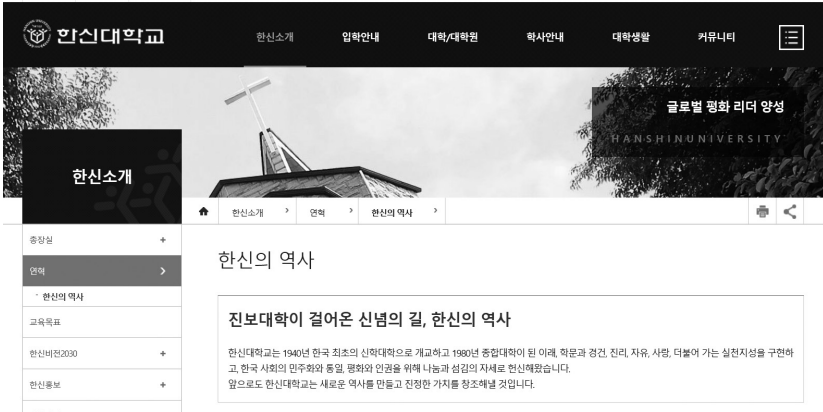 한신대학교
한신소개 입학안내 대학/대학원 학사안내 대학생활 커뮤니티
글로벌 평화 리더 양성
HANSHINUNIVERSITY
한신소개
한신소개 > 연혁 > 한신의 역사 >
총장실 +
연혁 >
- 한신의 역사
교육목표
한신비전2030 +
한신홍보 +
한신의 역사
진보대학이 걸어온 신념의 길, 한신의 역사
한신대학교는 1940년 한국 최초의 신학대학으로 개교하고 1980년 종합대학이 된 이래, 학문과 경건, 진리, 자유, 사랑, 더불어 가는 실천지성을 구현하
고, 한국 사회의 민주화와 통일, 평화와 인권을 위해 나눔과 섬김의 자세로 헌신해왔습니다.
앞으로도 한신대학교는 새로운 역사를 만들고 진정한 가치를 창조해낼 것입니다.